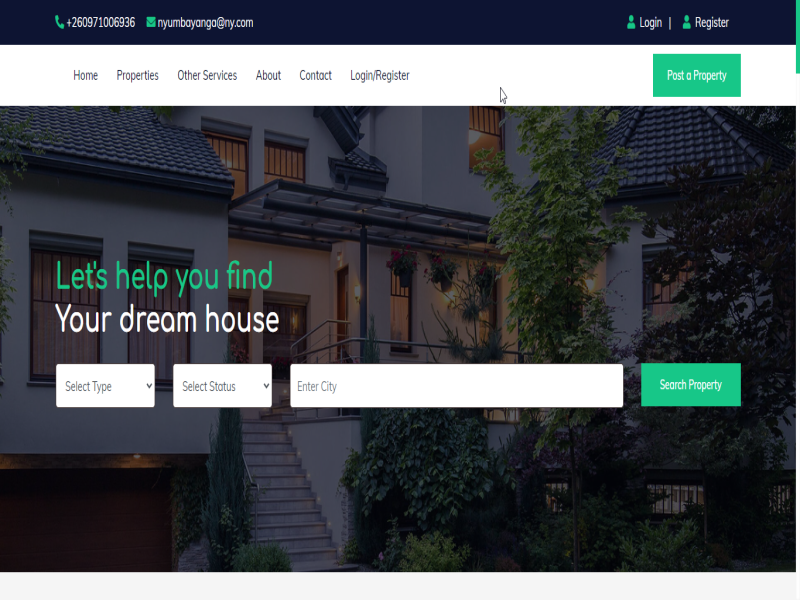 +260971006936 nyumbayanga@ny.com Login | Register
Home Properties Other Services About Contact Login/Register Post a Property
Let's help you find
Your dream house
Select Type Select Status Enter City Search Property